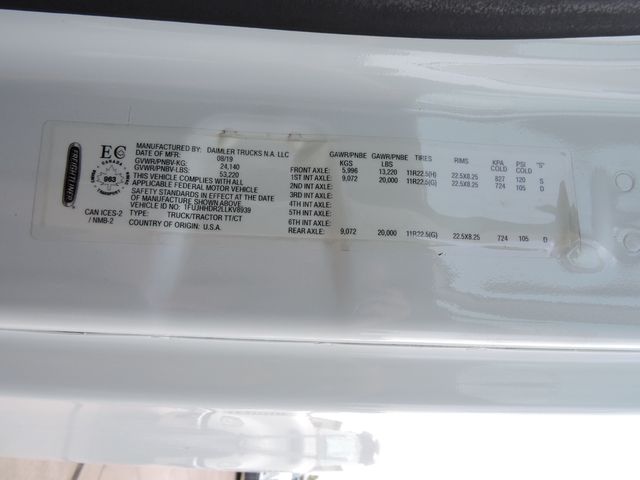 FREIGHTLINER
EC
CANADA
963
TRANSPORT
CAN ICES-2
/ NMB-2
MANUFACTURED BY: DAIMLER TRUCKS N.A. LLC
DATE OF MFR: 08/19
GVWR/PNBV-KG: 24,140
GVWR/PNBV-LBS: 53,220
THIS VEHICLE COMPLIES WITH ALL
APPLICABLE FEDERAL MOTOR VEHICLE
SAFETY STANDARDS IN EFFECT AT THE DATE
OF MANUFACTURE SHOWN ABOVE
VEHICLE ID NO.: 1FUJHHDR2LLKV8939
TYPE: TRUCK/TRACTOR TT/CT
COUNTRY OF ORIGIN: U.S.A.
GAWR/PNBE KGS GAWR/PNBE LBS TIRES RIMS KPA COLD PSI COLD "S"
FRONT AXLE: 5,996 13,220 11R22.5(H) 22.5X8.25 827 120 S
1ST INT AXLE: 9,072 20,000 11R22.5(G) 22.5X8.25 724 105 D
2ND INT AXLE:
3RD INT AXLE:
4TH INT AXLE:
5TH INT AXLE:
6TH INT AXLE:
REAR AXLE: 9,072 20,000 11R22.5(G) 22.5X8.25 724 105 D